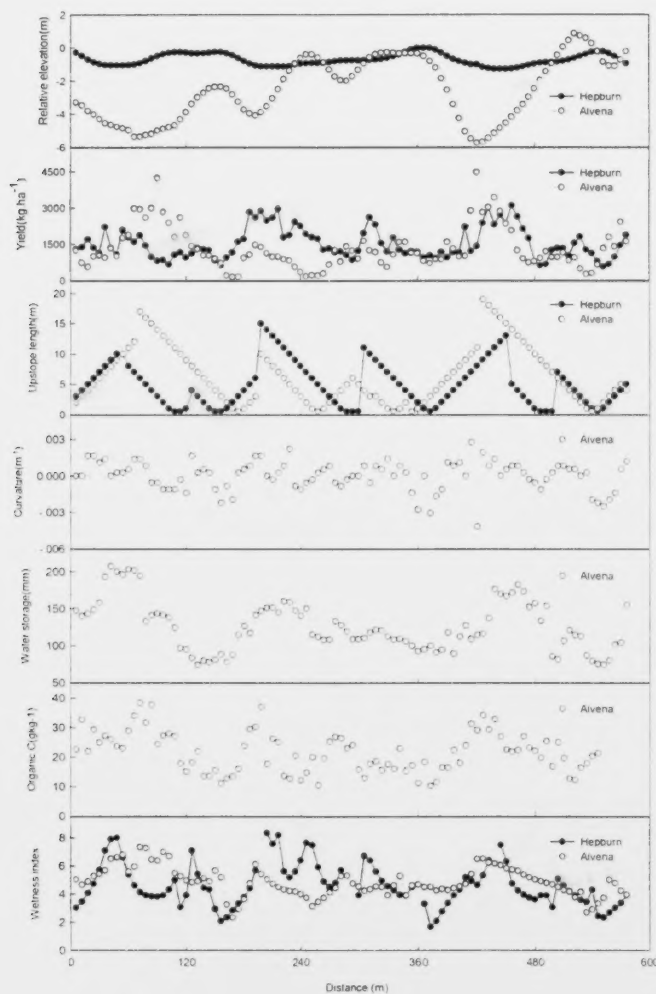 Relative elevation(m)
2
0
-2
-4
-6
Hepburn
Alvena
Yield(kg ha-1)
4500
3000
1500
0
Hepburn
Alvena
Upslope length(m)
20
15
10
5
0
Hepburn
Alvena
Curvature(m-1)
.003
0.000
-.003
-.006
Alvena
Water storage(mm)
200
150
100
50
Alvena
Organic C(gkg-1)
40
30
20
10
0
Alvena
Wetness index
8
6
4
2
0
Hepburn
Alvena
0 120 240 360 480 600
Distance (m)